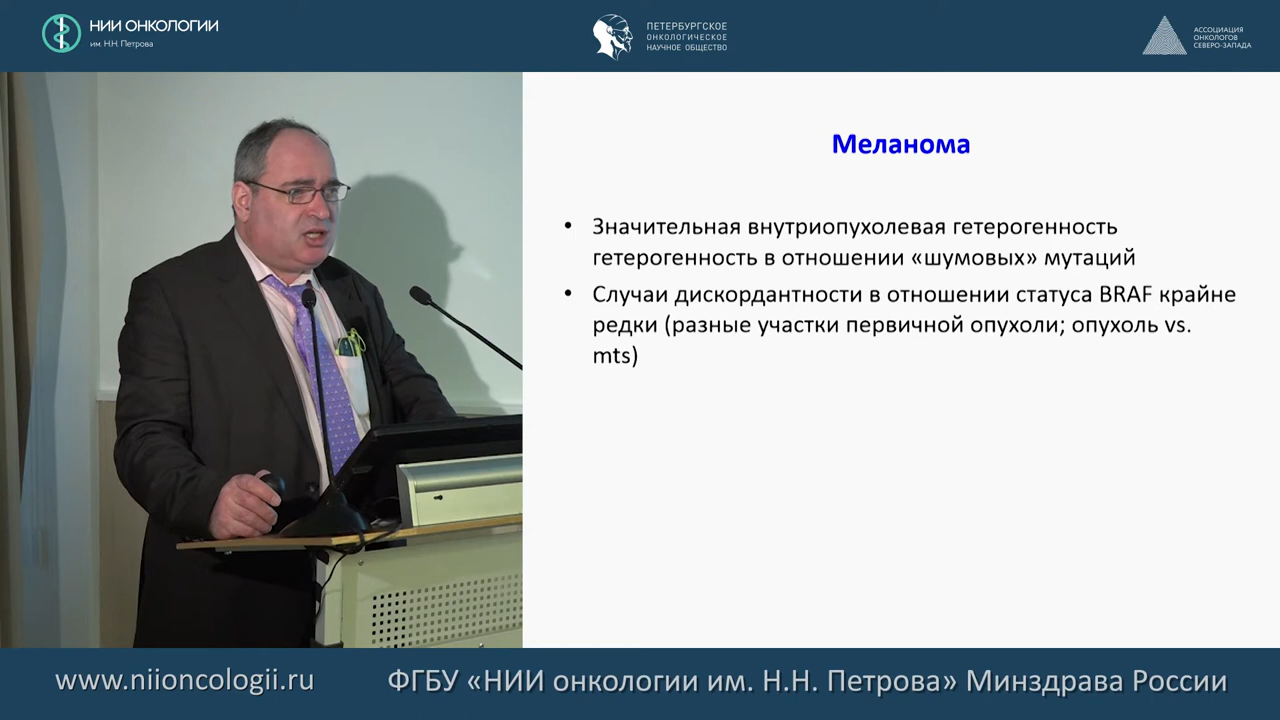 НИИ ОНКОЛОГИИ
им. Н.Н. Петрова
ПЕТЕРБУРГСКОЕ
ОНКОЛОГИЧЕСКОЕ
НАУЧНОЕ ОБЩЕСТВО
АССОЦИАЦИЯ
ОНКОЛОГОВ
СЕВЕРО-ЗАПАДА
Меланома
• Значительная внутриопухолевая гетерогенность
гетерогенность в отношении «шумовых» мутаций
• Случаи дискордантности в отношении статуса BRAF крайне
редки (разные участки первичной опухоли; опухоль vs.
mts)
www.niioncologii.ru
ФГБУ «НИИ онкологии им. Н.Н. Петрова» Минздрава России